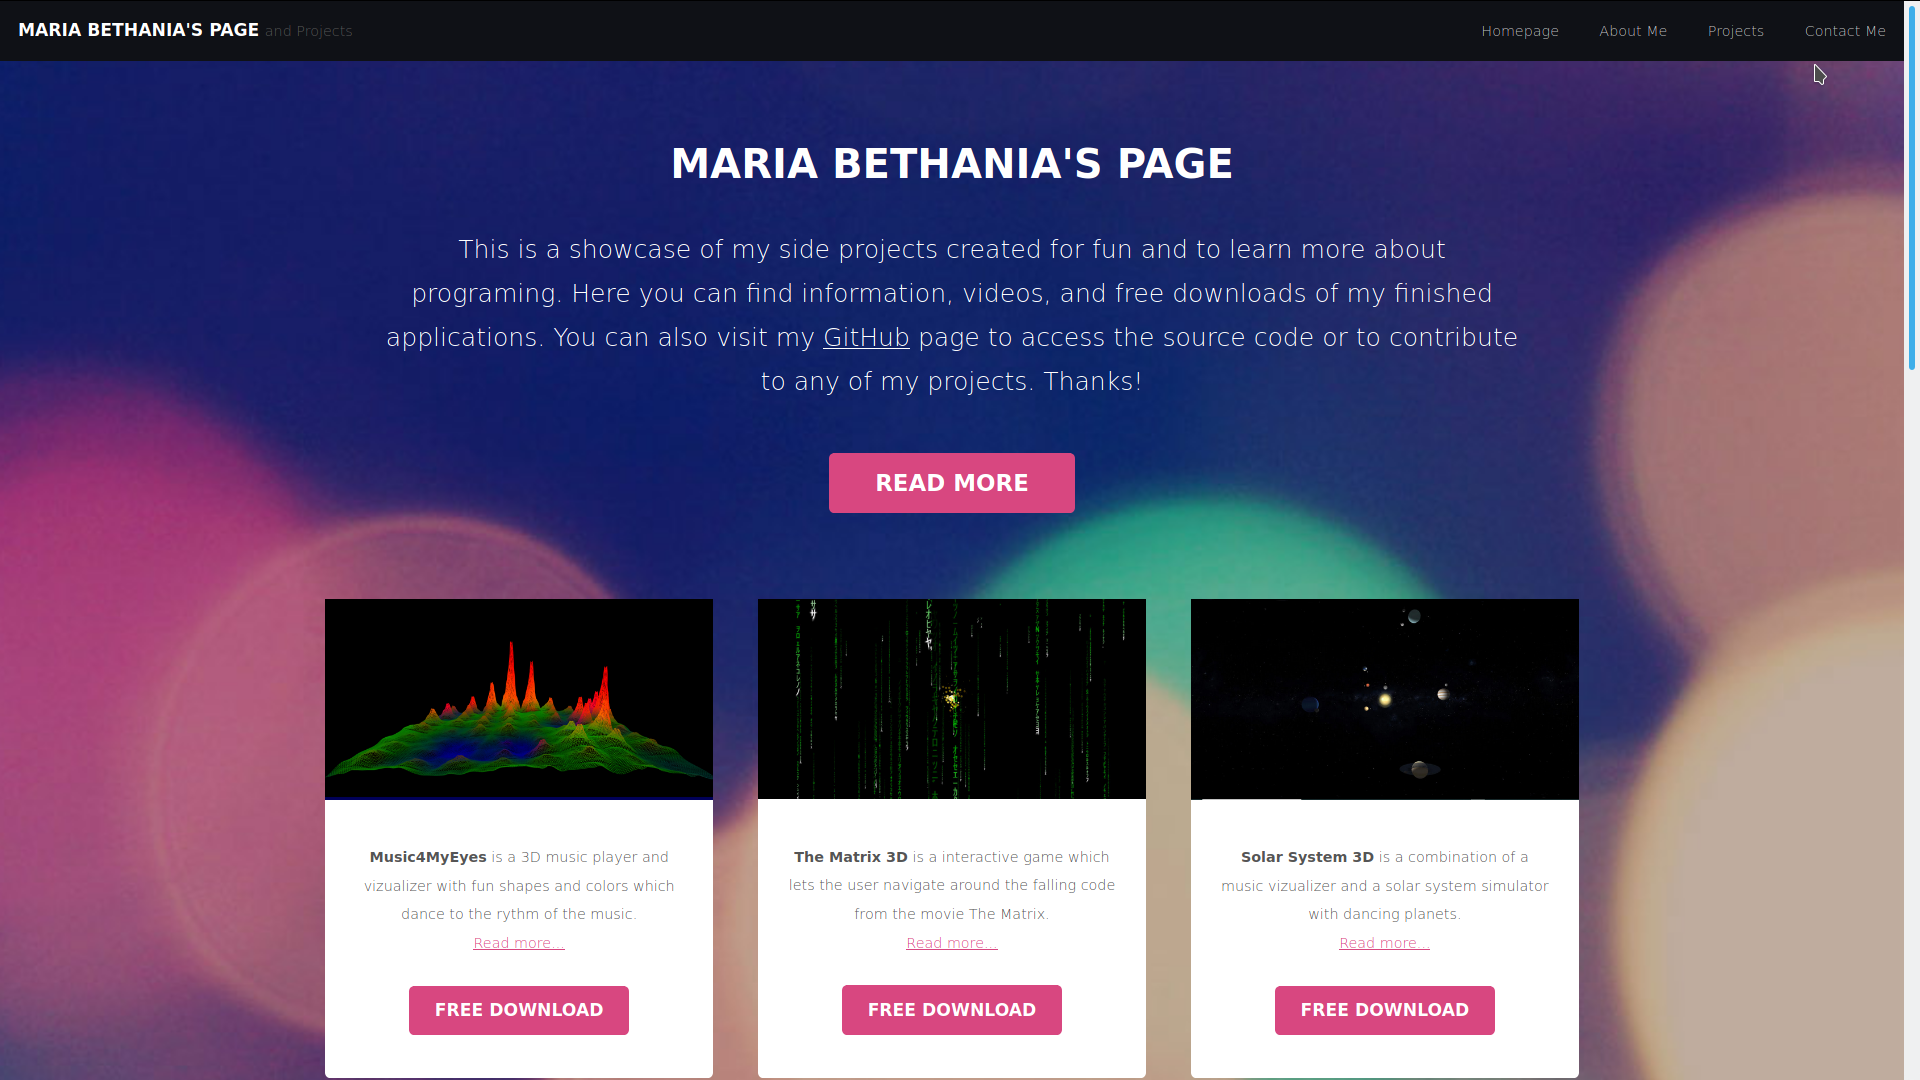 MARIA BETHANIA'S PAGE and Projects
Homepage About Me Projects Contact Me
MARIA BETHANIA'S PAGE
This is a showcase of my side projects created for fun and to learn more about
programing. Here you can find information, videos, and free downloads of my finished
applications. You can also visit my GitHub page to access the source code or to contribute
to any of my projects. Thanks!
READ MORE
Music4MyEyes is a 3D music player and
vizualizer with fun shapes and colors which
dance to the rythm of the music.
Read more...
FREE DOWNLOAD
The Matrix 3D is a interactive game which
lets the user navigate around the falling code
from the movie The Matrix.
Read more...
FREE DOWNLOAD
Solar System 3D is a combination of a
music vizualizer and a solar system simulator
with dancing planets.
Read more...
FREE DOWNLOAD